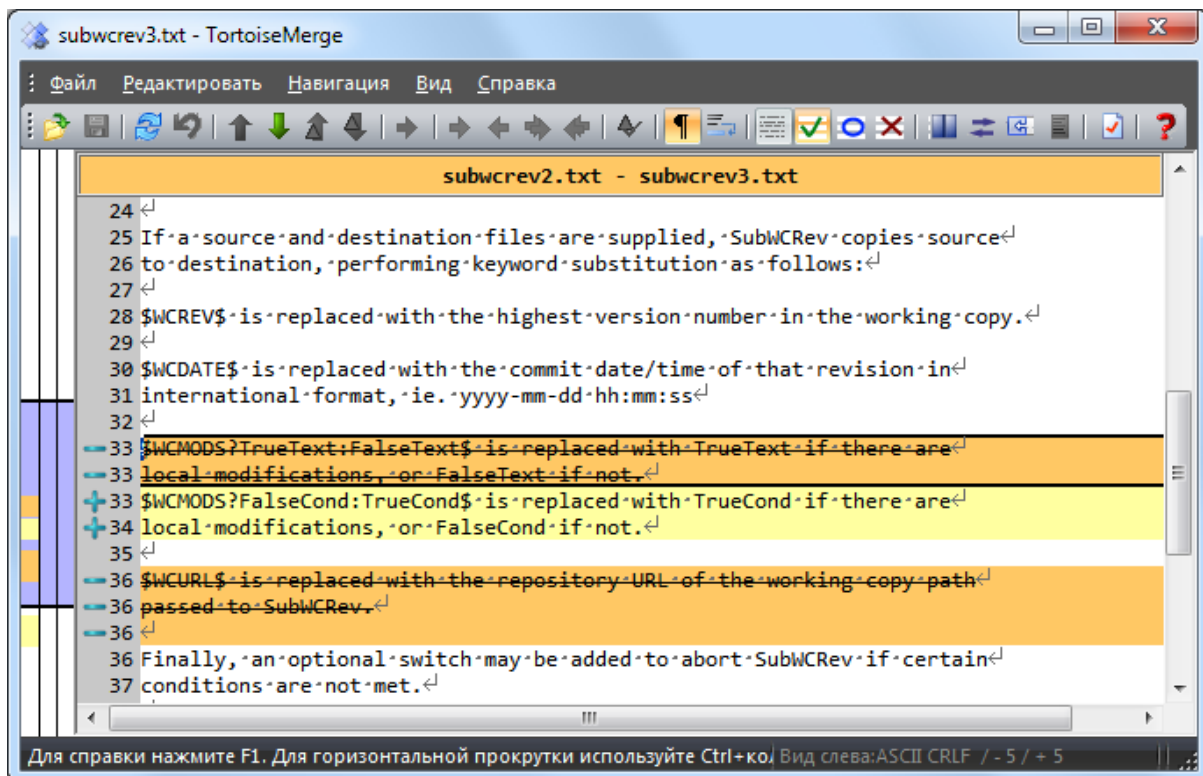 subwcrev3.txt - TortoiseMerge
Файл Редактировать Навигация Вид Справка
subwcrev2.txt - subwcrev3.txt
24
25 If a source and destination files are supplied, SubWCRev copies source
26 to destination, performing keyword substitution as follows:
27
28 $WCREV$ is replaced with the highest version number in the working copy.
29
30 $WCDATE$ is replaced with the commit date/time of that revision in
31 international format, ie. yyyy-mm-dd hh:mm:ss
32
33 $WCMODS?TrueText:FalseText$ is replaced with TrueText if there are
33 local modifications, or FalseText if not.
33 $WCMODS?FalseCond:TrueCond$ is replaced with TrueCond if there are
34 local modifications, or FalseCond if not.
35
36 $WCURL$ is replaced with the repository URL of the working copy path
36 passed to SubWCRev.
36
36 Finally, an optional switch may be added to abort SubWCRev if certain
37 conditions are not met.
Для справки нажмите F1. Для горизонтальной прокрутки используйте Ctrl+кол Вид слева:ASCII CRLF / - 5 / + 5